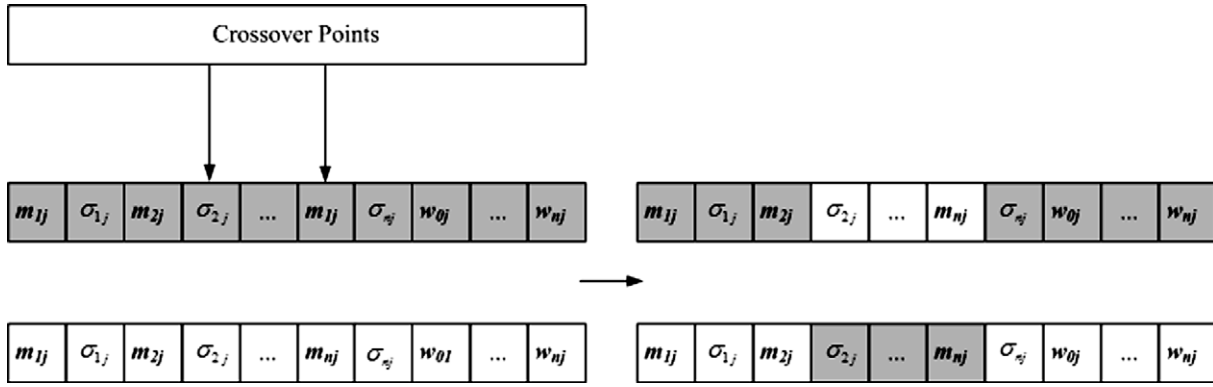 Crossover Points
m1j σ1j m2j σ2j ... m1j σnj w0j ... wnj
m1j σ1j m2j σ2j ... mnj σnj w0j ... wnj
m1j σ1j m2j σ2j ... mnj σnj w01 ... wnj
m1j σ1j m2j σ2j ... mnj σnj w0j ... wnj